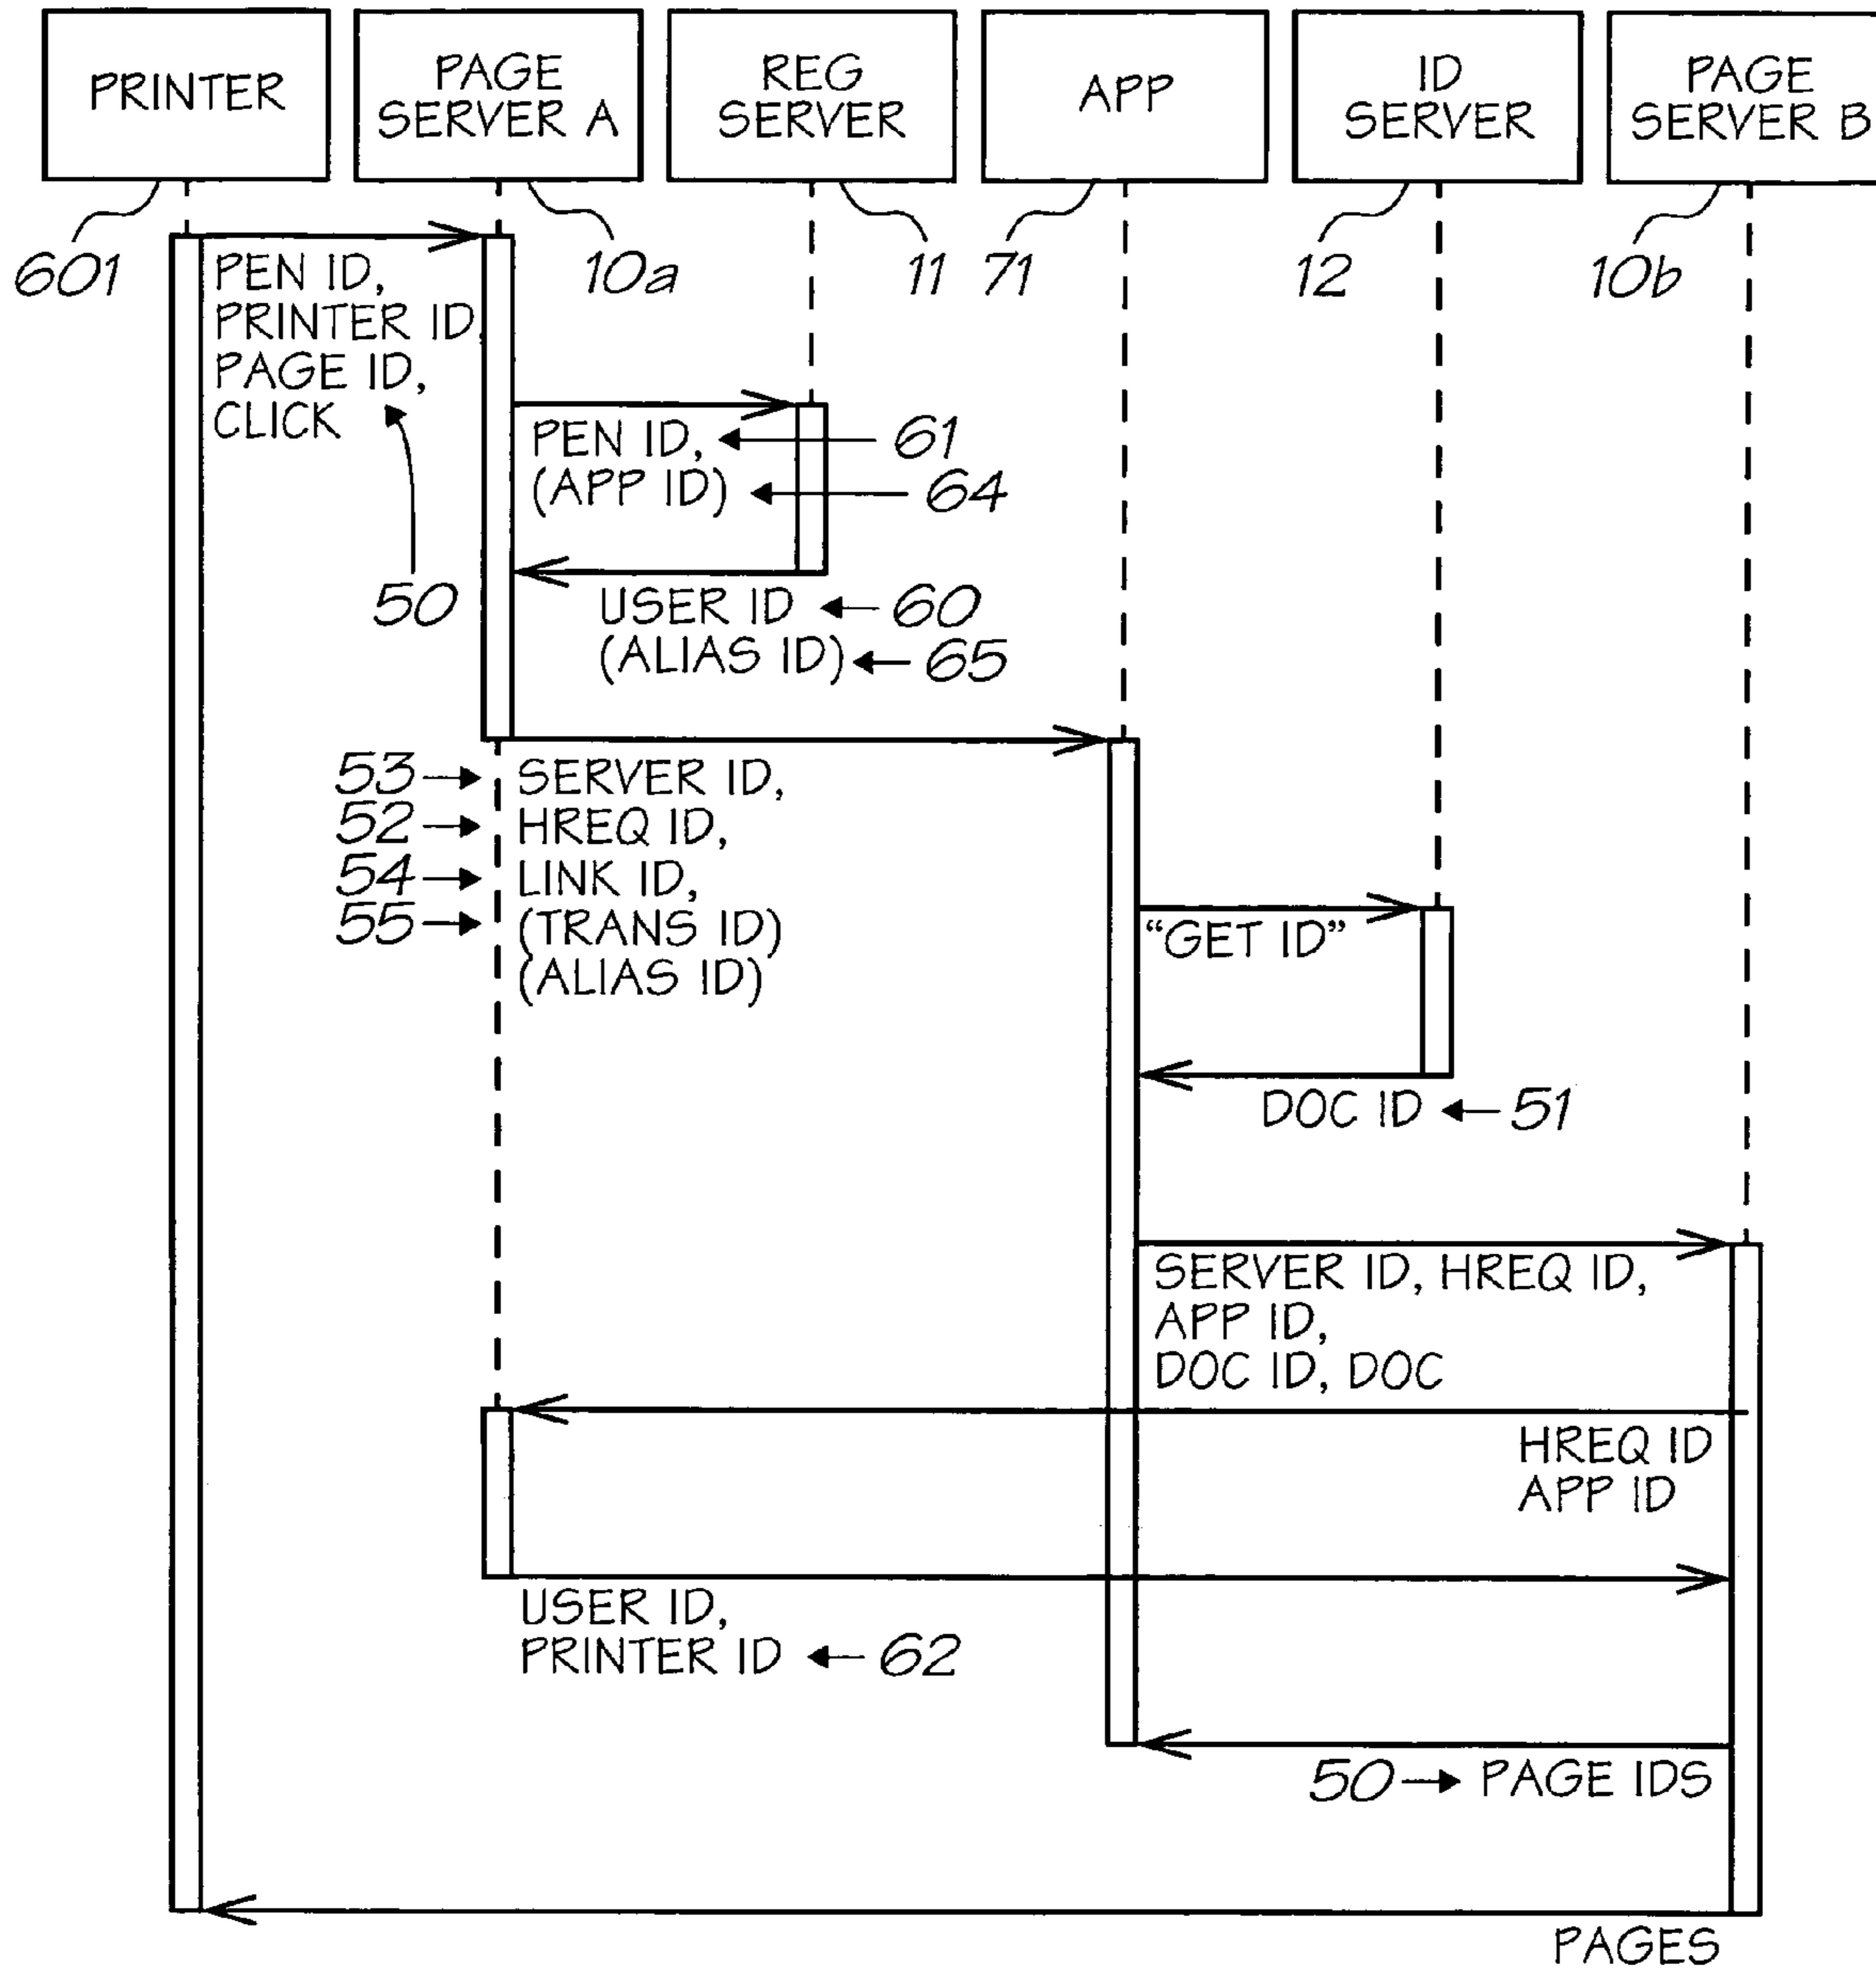 PRINTER
PAGE
SERVER A
REG
SERVER
APP
ID
SERVER
PAGE
SERVER B
601
10a
11
71
12
10b
PEN ID,
PRINTER ID
PAGE ID,
CLICK
50
PEN ID,
61
(APP ID)
64
USER ID
60
(ALIAS ID)
65
53
SERVER ID,
52
HREQ ID,
54
LINK ID,
55
(TRANS ID)
(ALIAS ID)
“GET ID”
DOC ID
51
SERVER ID, HREQ ID,
APP ID,
DOC ID, DOC
HREQ ID
APP ID
USER ID,
PRINTER ID
62
50
PAGE IDS
PAGES